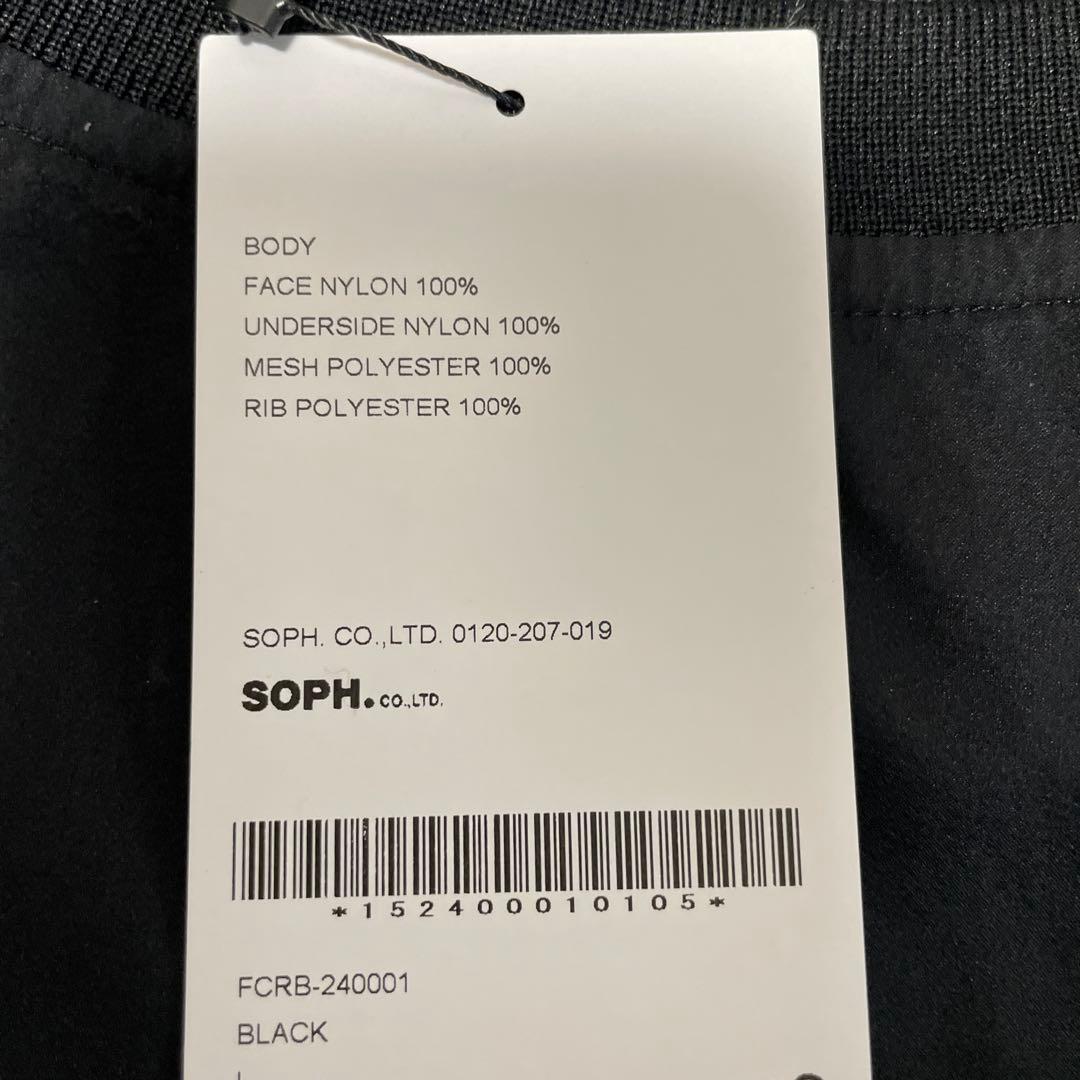 BODY
FACE NYLON 100%
UNDERSIDE NYLON 100%
MESH POLYESTER 100%
RIB POLYESTER 100%
SOPH. CO.,LTD. 0120-207-019
SOPH. CO.,LTD.
*152400010105*
FCRB-240001
BLACK